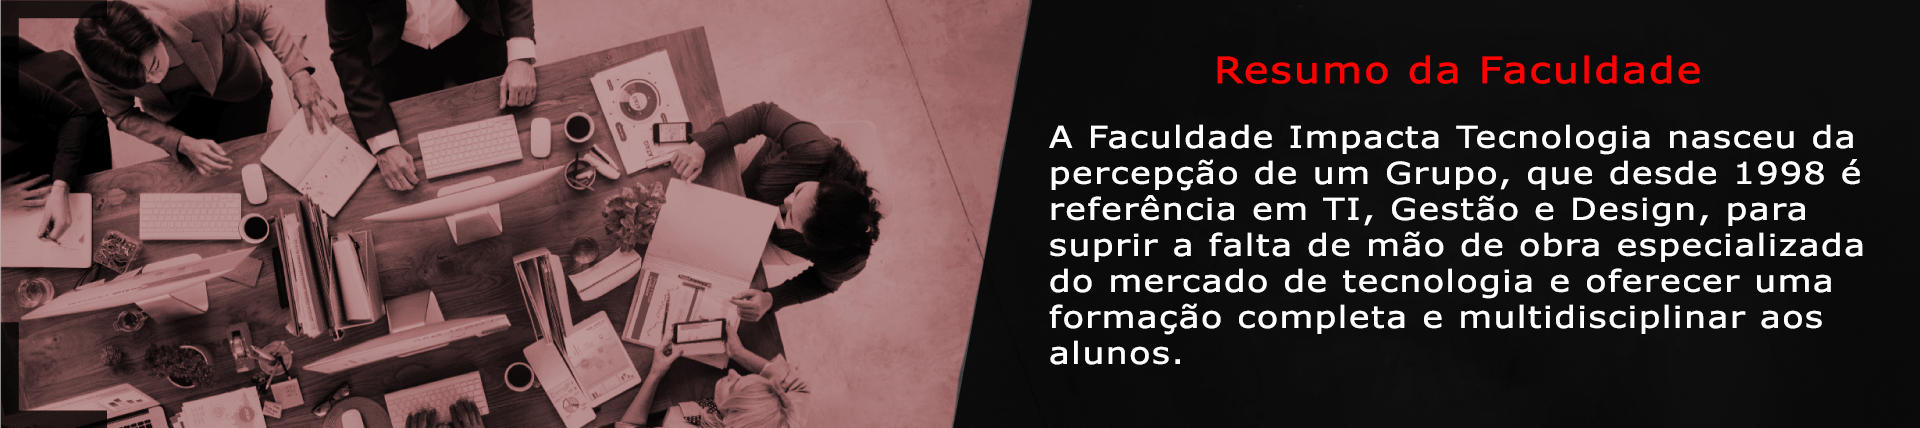 Resumo da Faculdade
A Faculdade Impacta Tecnologia nasceu da
percepção de um Grupo, que desde 1998 é
referência em TI, Gestão e Design, para
suprir a falta de mão de obra especializada
do mercado de tecnologia e oferecer uma
formação completa e multidisciplinar aos
alunos.